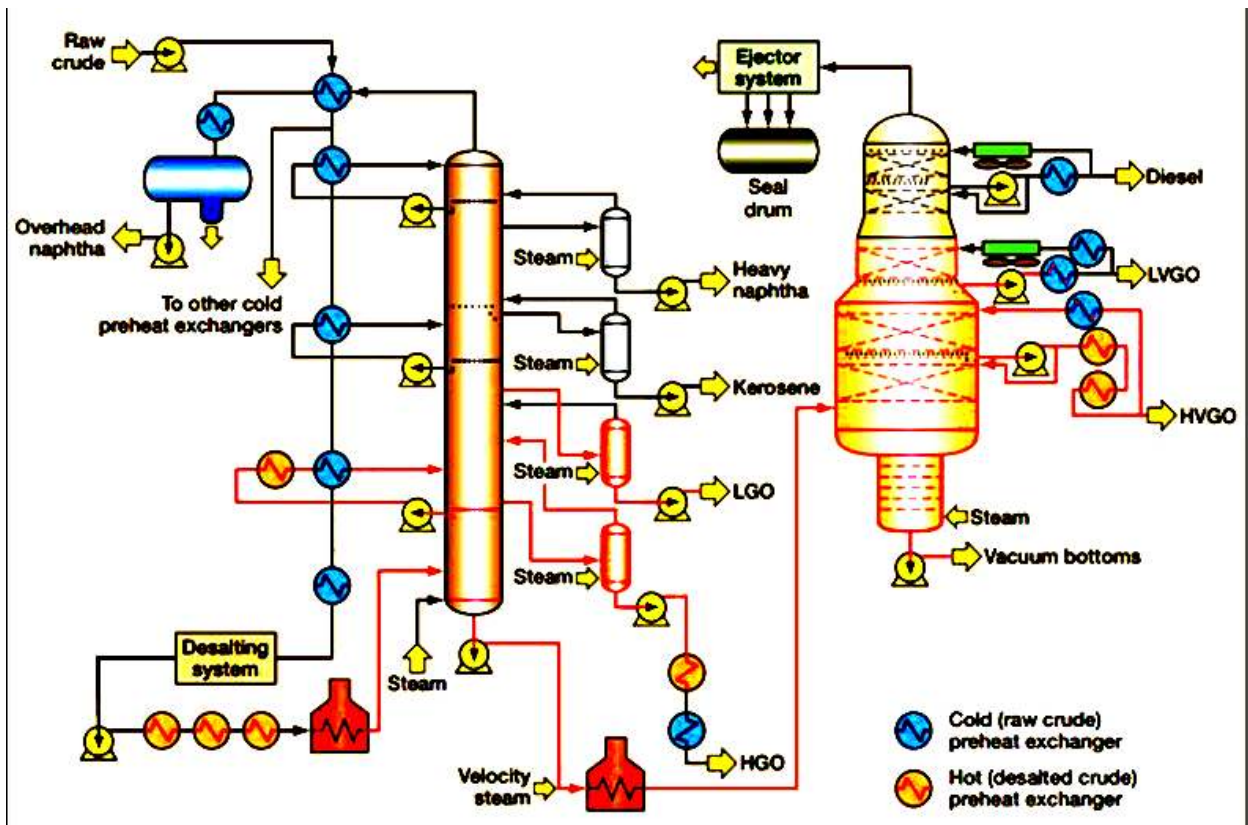 Raw
crude
Overhead
naphtha
To other cold
preheat exchangers
Steam
Heavy
naphtha
Steam
Kerosene
Steam
LGO
Steam
HGO
Desalting
system
Steam
Velocity
steam
Ejector
system
Seal
drum
Diesel
LVGO
HVGO
Steam
Vacuum bottoms
Cold (raw crude)
preheat exchanger
Hot (desalted crude)
preheat exchanger